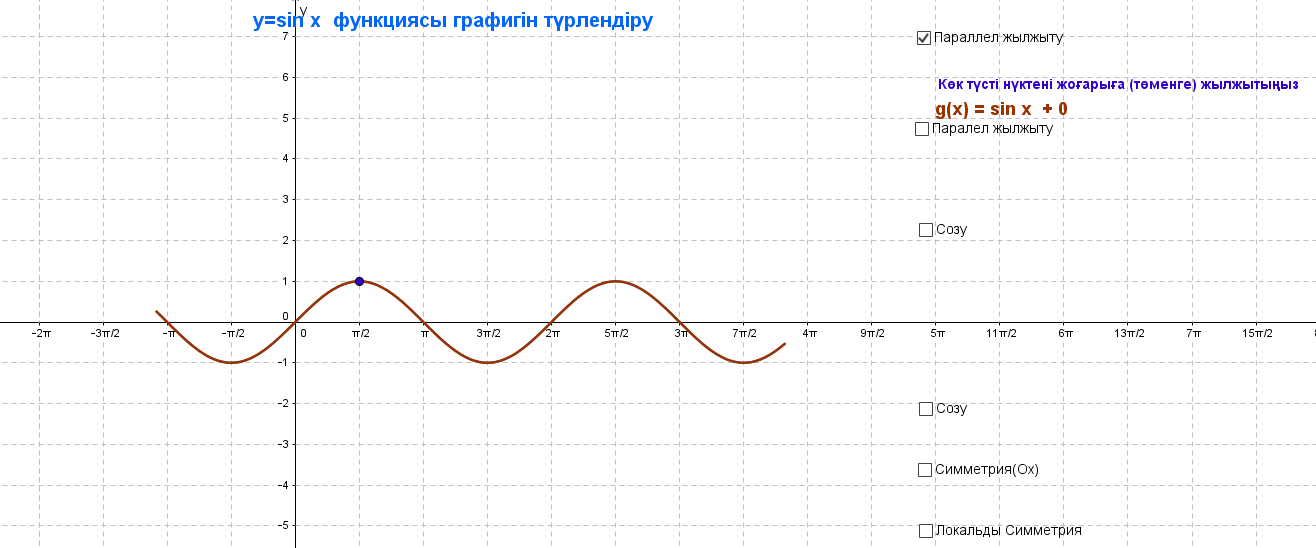 y
y=sin x функциясы графигін түрлендіру
7
6
5
4
3
2
1
0
-1
-2
-3
-4
-5
-2π -3π/2 -π -π/2 0 π/2 π 3π/2 2π 5π/2 3π 7π/2 4π 9π/2 5π 11π/2 6π 13π/2 7π 15π/2
Параллел жылжыту
Көк түсті нүктені жоғарыға (төменге) жылжытыңыз
g(x) = sin x + 0
Паралел жылжыту
Созу
Созу
Симметрия(Ox)
Локальды Симметрия